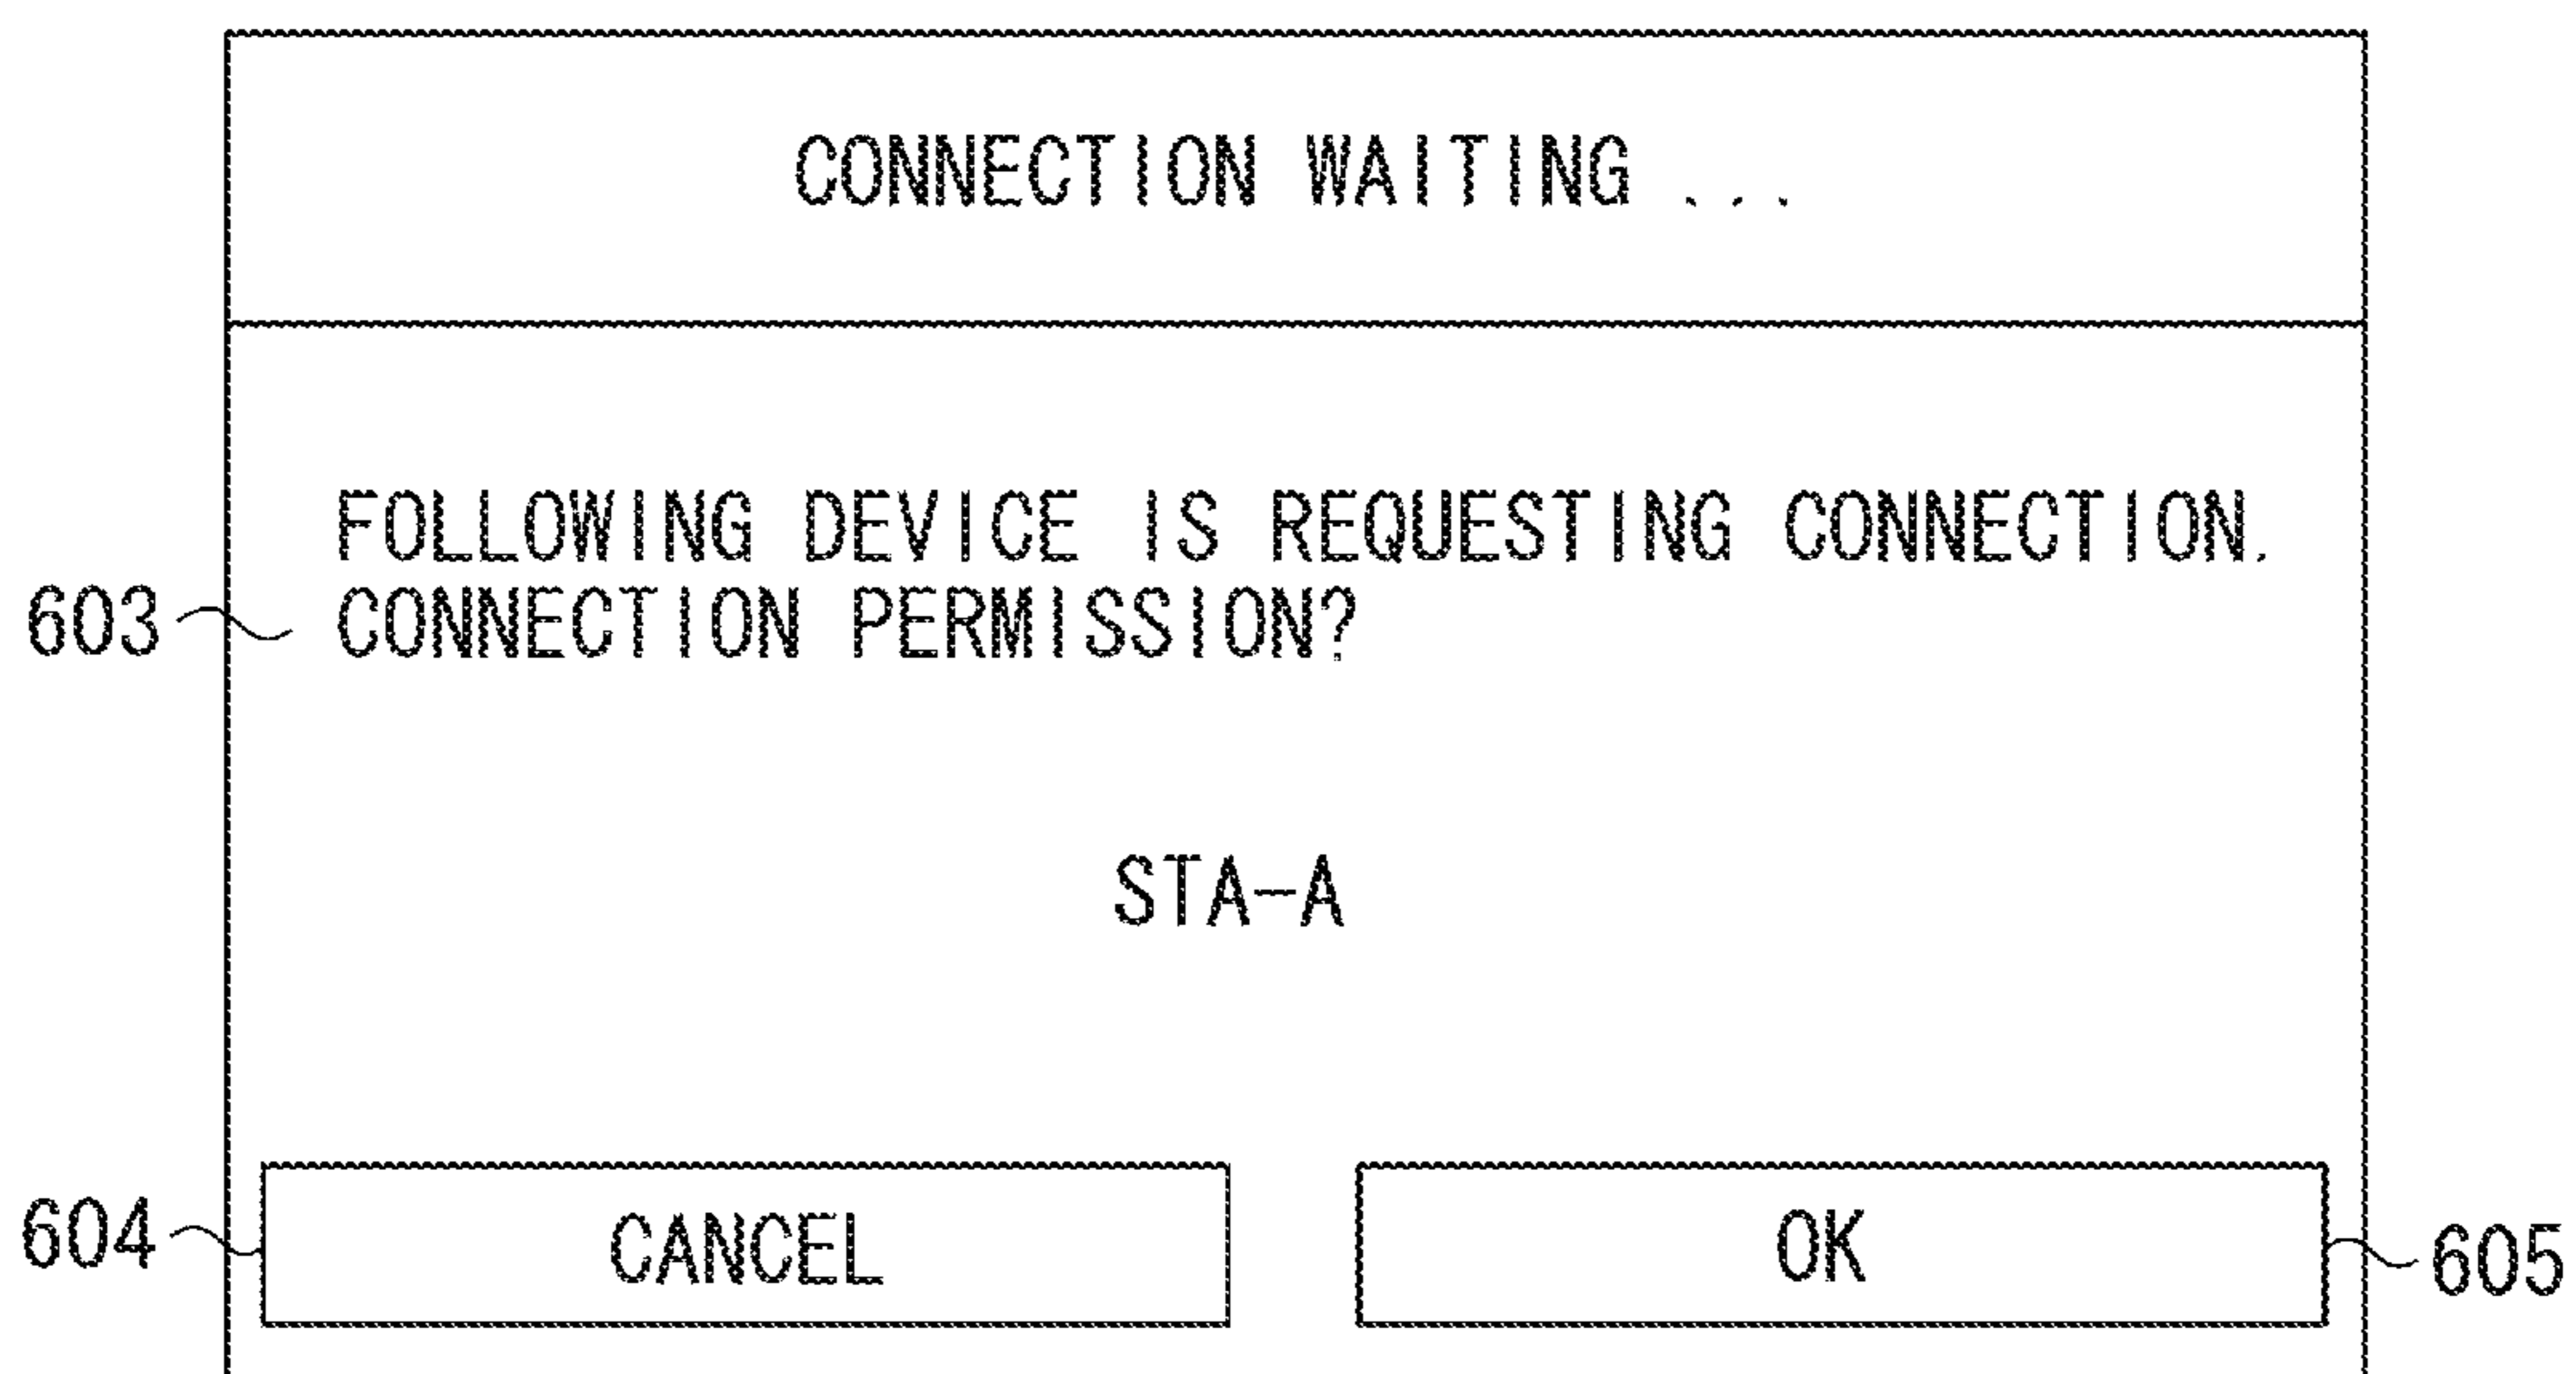 CONNECTION WAITING ...
FOLLOWING DEVICE IS REQUESTING CONNECTION.
603 CONNECTION PERMISSION?
STA-A
604 CANCEL OK 605